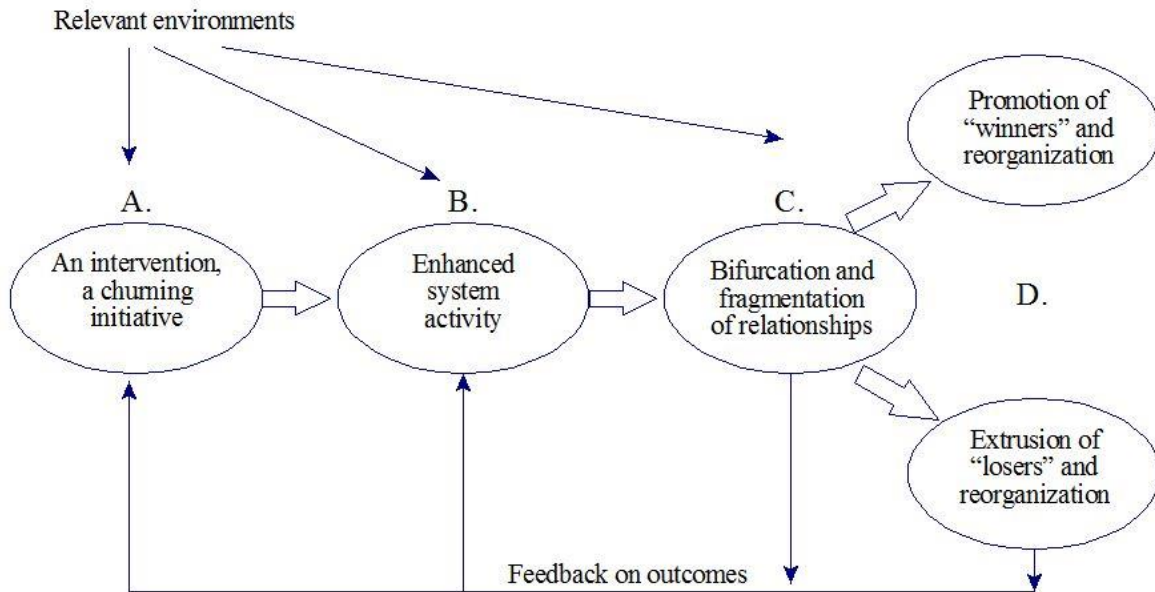 Relevant environments
Promotion of
“winners” and
reorganization
A.
B.
C.
An intervention,
a churning
initiative
Enhanced
system
activity
Bifurcation and
fragmentation
of relationships
D.
Extrusion of
“losers” and
reorganization
Feedback on outcomes